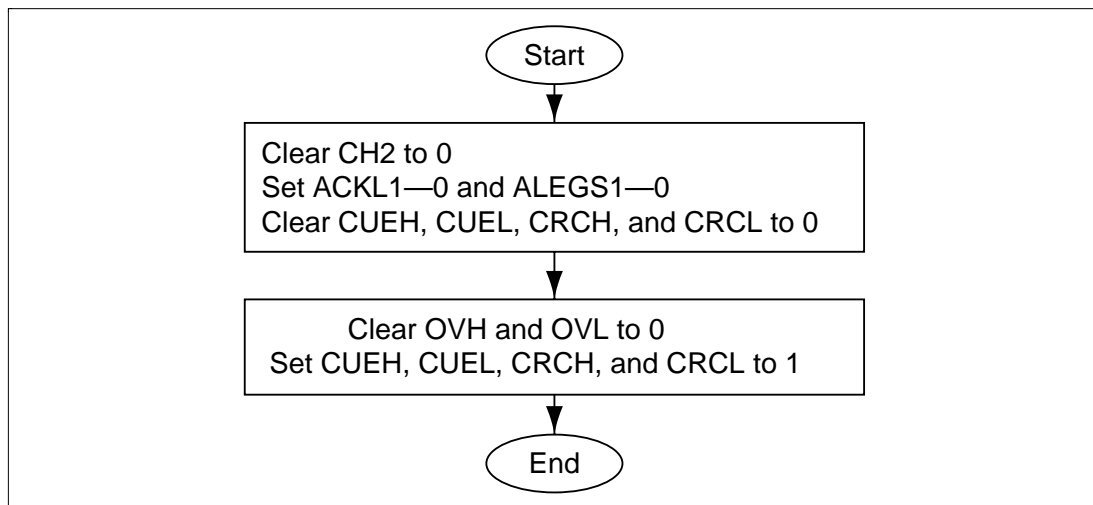 Start
Clear CH2 to 0
Set ACKL1—0 and ALEGS1—0
Clear CUEH, CUEL, CRCH, and CRCL to 0
Clear OVH and OVL to 0
Set CUEH, CUEL, CRCH, and CRCL to 1
End